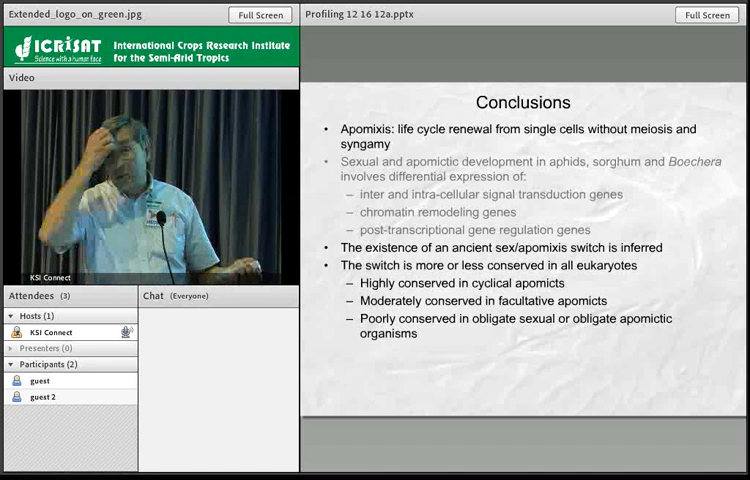 Extended_logo_on_green.jpg
Full Screen
Profiling 12 16 12a.pptx
Full Screen
ICRISAT
Science with a human face
International Crops Research Institute
for the Semi-Arid Tropics
Video
KSI Connect
Attendees (3)
Hosts (1)
KSI Connect
Presenters (0)
Participants (2)
guest
guest 2
Chat (Everyone)
Conclusions
• Apomixis: life cycle renewal from single cells without meiosis and
syngamy
• Sexual and apomictic development in aphids, sorghum and Boechera
involves differential expression of:
– inter and intra-cellular signal transduction genes
– chromatin remodeling genes
– post-transcriptional gene regulation genes
• The existence of an ancient sex/apomixis switch is inferred
• The switch is more or less conserved in all eukaryotes
– Highly conserved in cyclical apomicts
– Moderately conserved in facultative apomicts
– Poorly conserved in obligate sexual or obligate apomictic
organisms